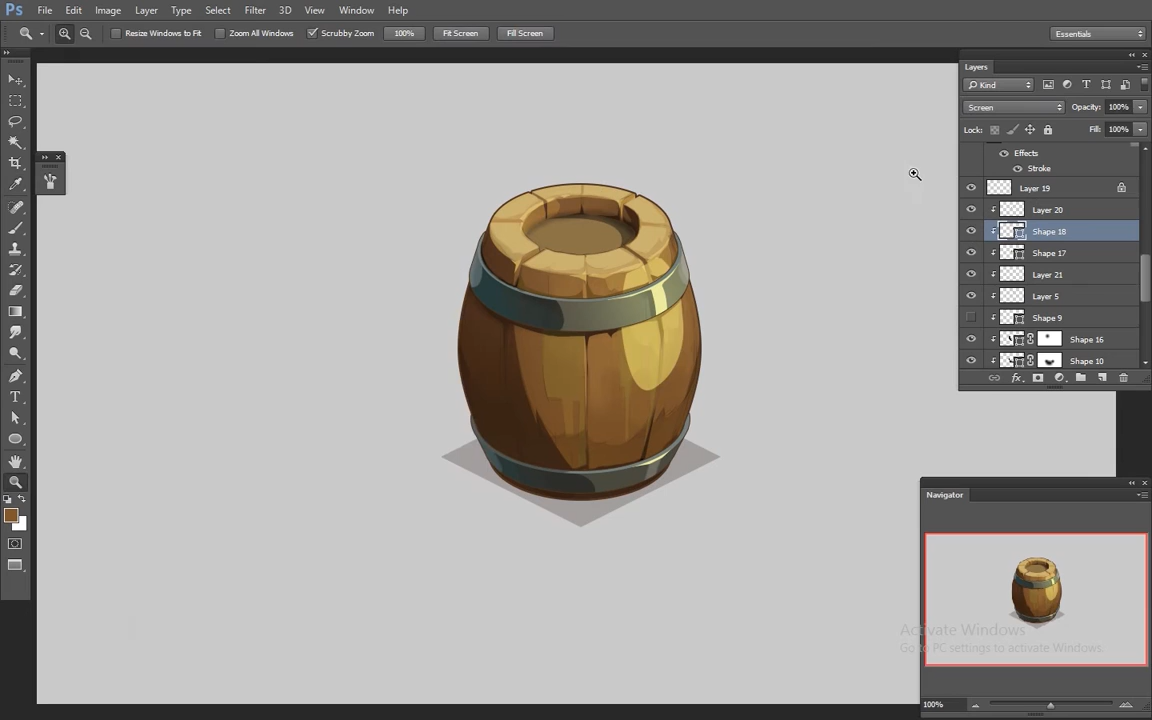 Ps File Edit Image Layer Type Select Filter 3D View Window Help
Resize Windows to Fit Zoom All Windows Scrubby Zoom 100% Fit Screen Fill Screen Essentials
Layers
Kind
Screen Opacity: 100%
Lock: Fill: 100%
Effects
Stroke
Layer 19
Layer 20
Shape 18
Shape 17
Layer 21
Layer 5
Shape 9
Shape 16
Shape 10
fx
Navigator
Activate Windows
Go to PC settings to activate Windows.
100%